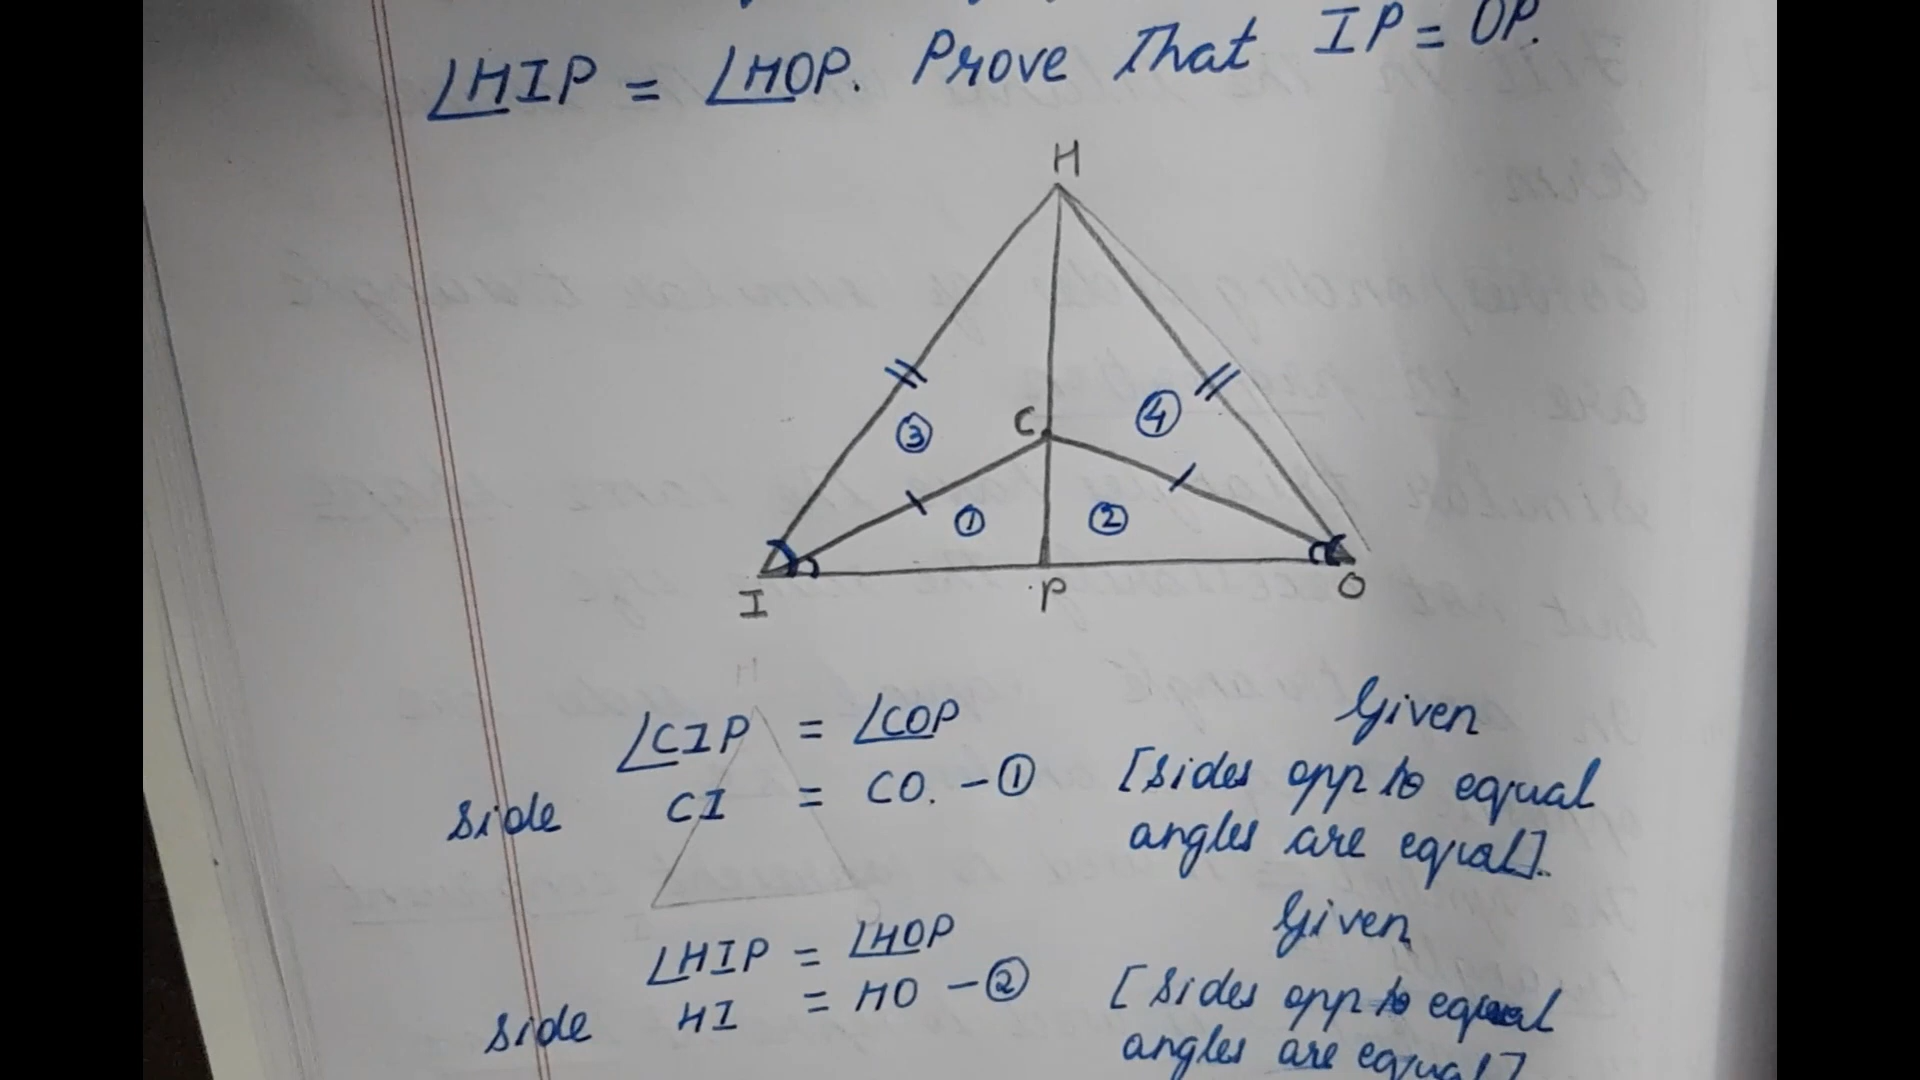 ∠HIP = ∠HOP. Prove That IP = OP.
H
C
③ ④
① ②
I P O
∠CIP = ∠COP Given
side CI = CO. - ① [sides opp to equal
angles are equal].
∠HIP = ∠HOP Given
side HI = HO - ② [sides opp to equal
angles are equal]